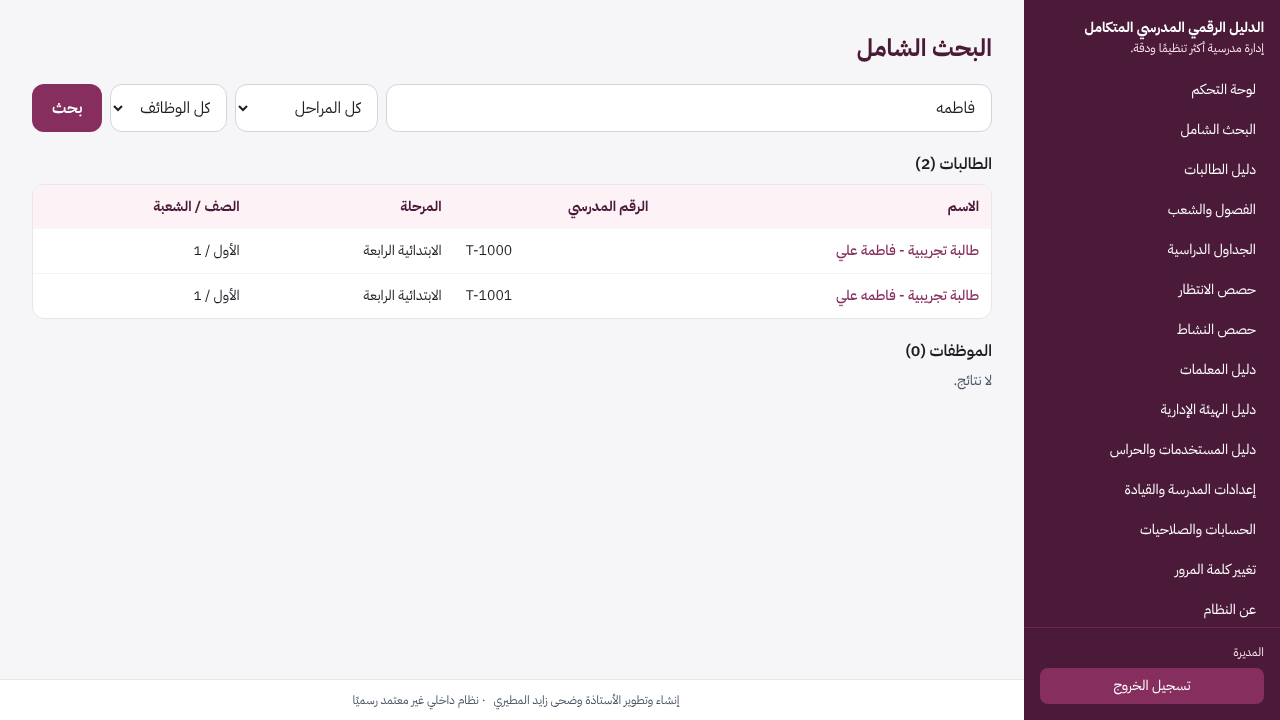 الدليل الرقمي المدرسي المتكامل
إدارة مدرسية أكثر تنظيمًا ودقة.
لوحة التحكم
البحث الشامل
دليل الطالبات
الفصول والشعب
الجداول الدراسية
حصص الانتظار
حصص النشاط
دليل المعلمات
دليل الهيئة الإدارية
دليل المستخدمات والحراس
إعدادات المدرسة والقيادة
الحسابات والصلاحيات
تغيير كلمة المرور
عن النظام
المديرة
تسجيل الخروج
البحث الشامل
فاطمه كل المراحل كل الوظائف بحث
الطالبات (2)
الاسم الرقم المدرسي المرحلة الصف / الشعبة
طالبة تجريبية - فاطمة علي T-1000 الابتدائية الرابعة الأول / 1
طالبة تجريبية - فاطمه علي T-1001 الابتدائية الرابعة الأول / 1
الموظفات (0)
لا نتائج.
إنشاء وتطوير الأستاذة وضحى زايد المطيري · نظام داخلي غير معتمد رسميًا